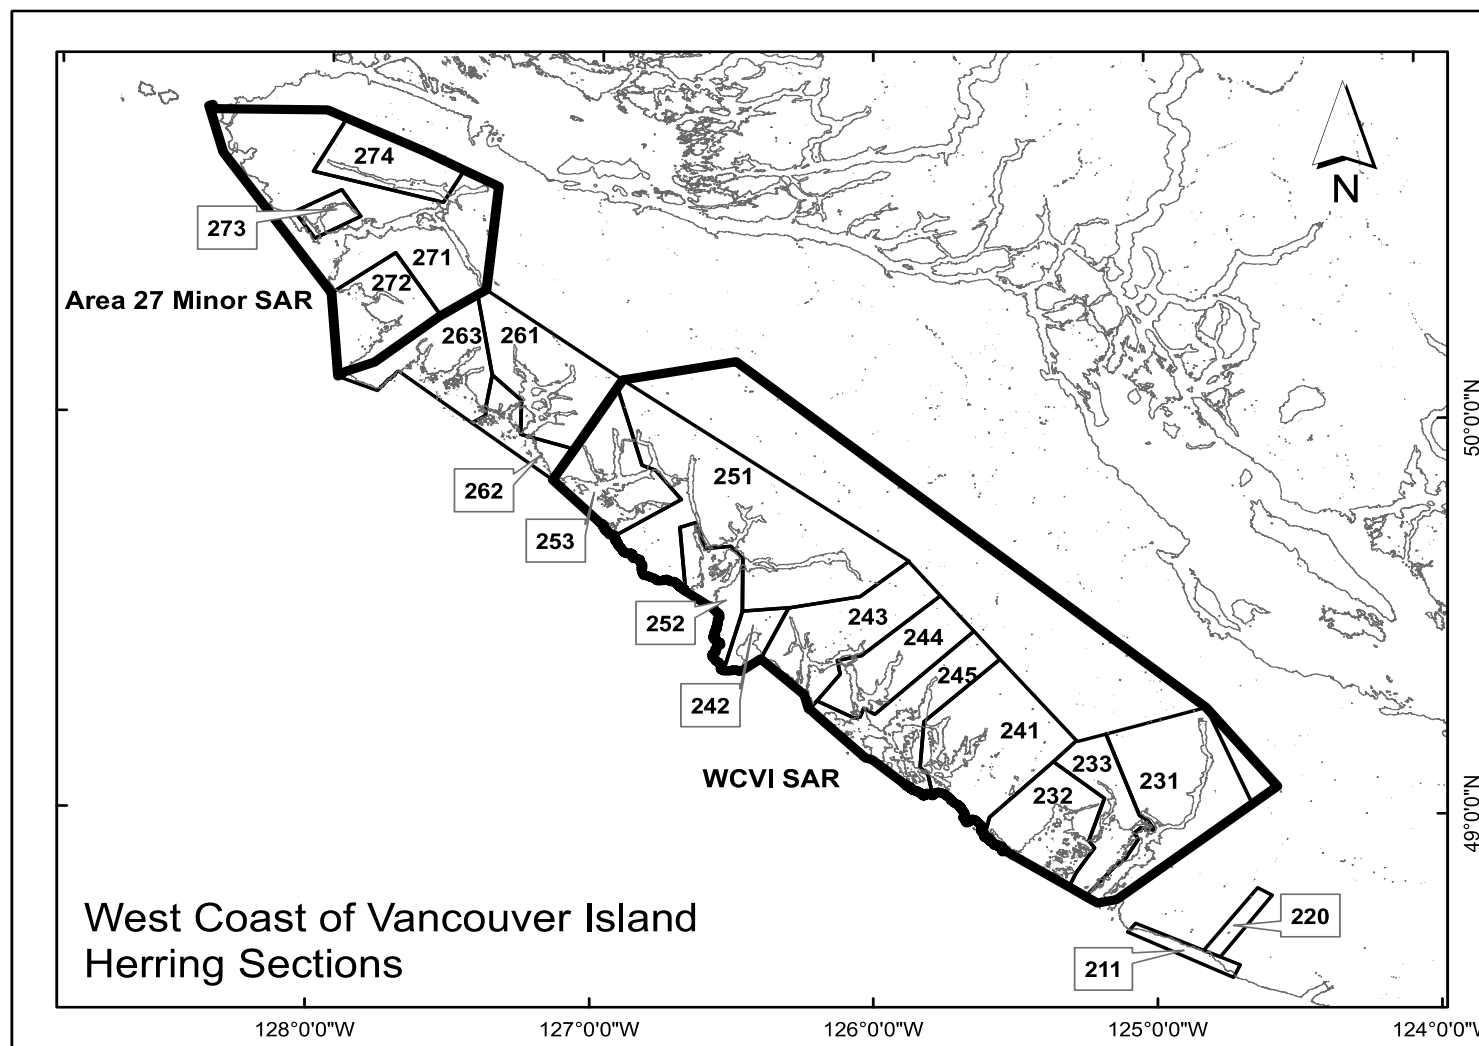 N
274
273
271
272
Area 27 Minor SAR
263
261
50°0'0"N
251
262
253
252
243
244
245
242
241
WCVI SAR
233
231
232
49°0'0"N
West Coast of Vancouver Island
Herring Sections
220
211
128°0'0"W
127°0'0"W
126°0'0"W
125°0'0"W
124°0'0"W